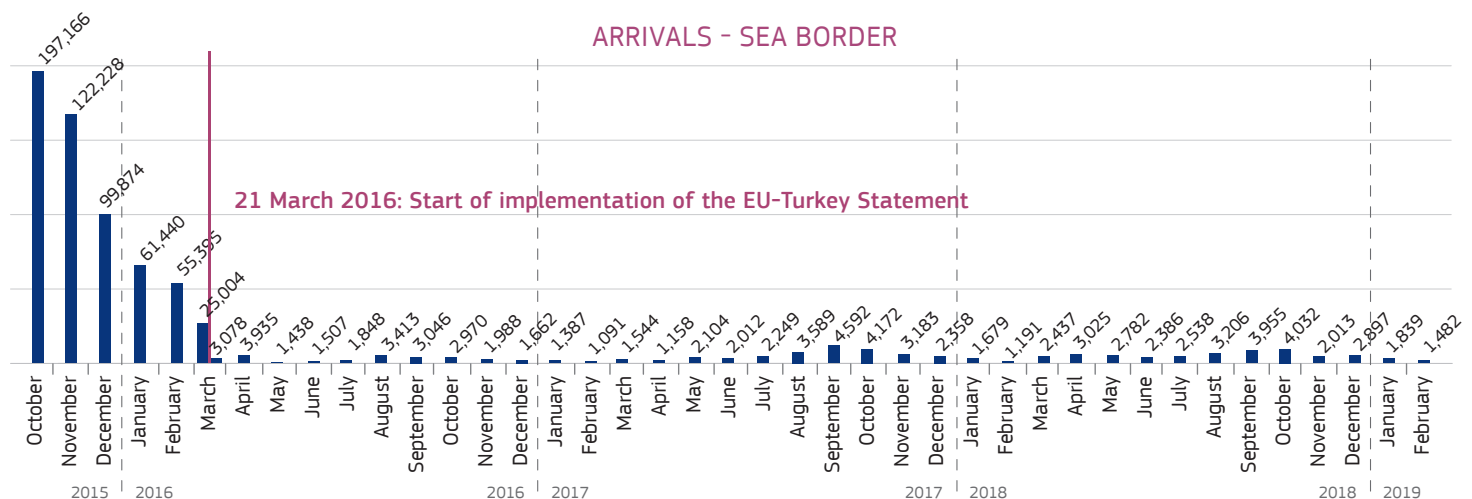 ARRIVALS - SEA BORDER
197,166
122,228
99,874
61,440
55,395
25,004
3,078
3,935
1,438
1,507
1,848
3,413
3,046
2,970
1,988
1,662
1,387
1,091
1,544
1,158
2,104
2,012
2,249
3,589
4,592
4,172
3,183
2,358
1,679
1,191
2,437
3,025
2,782
2,386
2,538
3,206
3,955
4,032
2,013
2,897
1,839
1,482
21 March 2016: Start of implementation of the EU-Turkey Statement
October
November
December
January
February
March
April
May
June
July
August
September
October
November
December
January
February
March
April
May
June
July
August
September
October
November
December
January
February
March
April
May
June
July
August
September
October
November
December
January
February
2015 2016 2016 2017 2017 2018 2018 2019